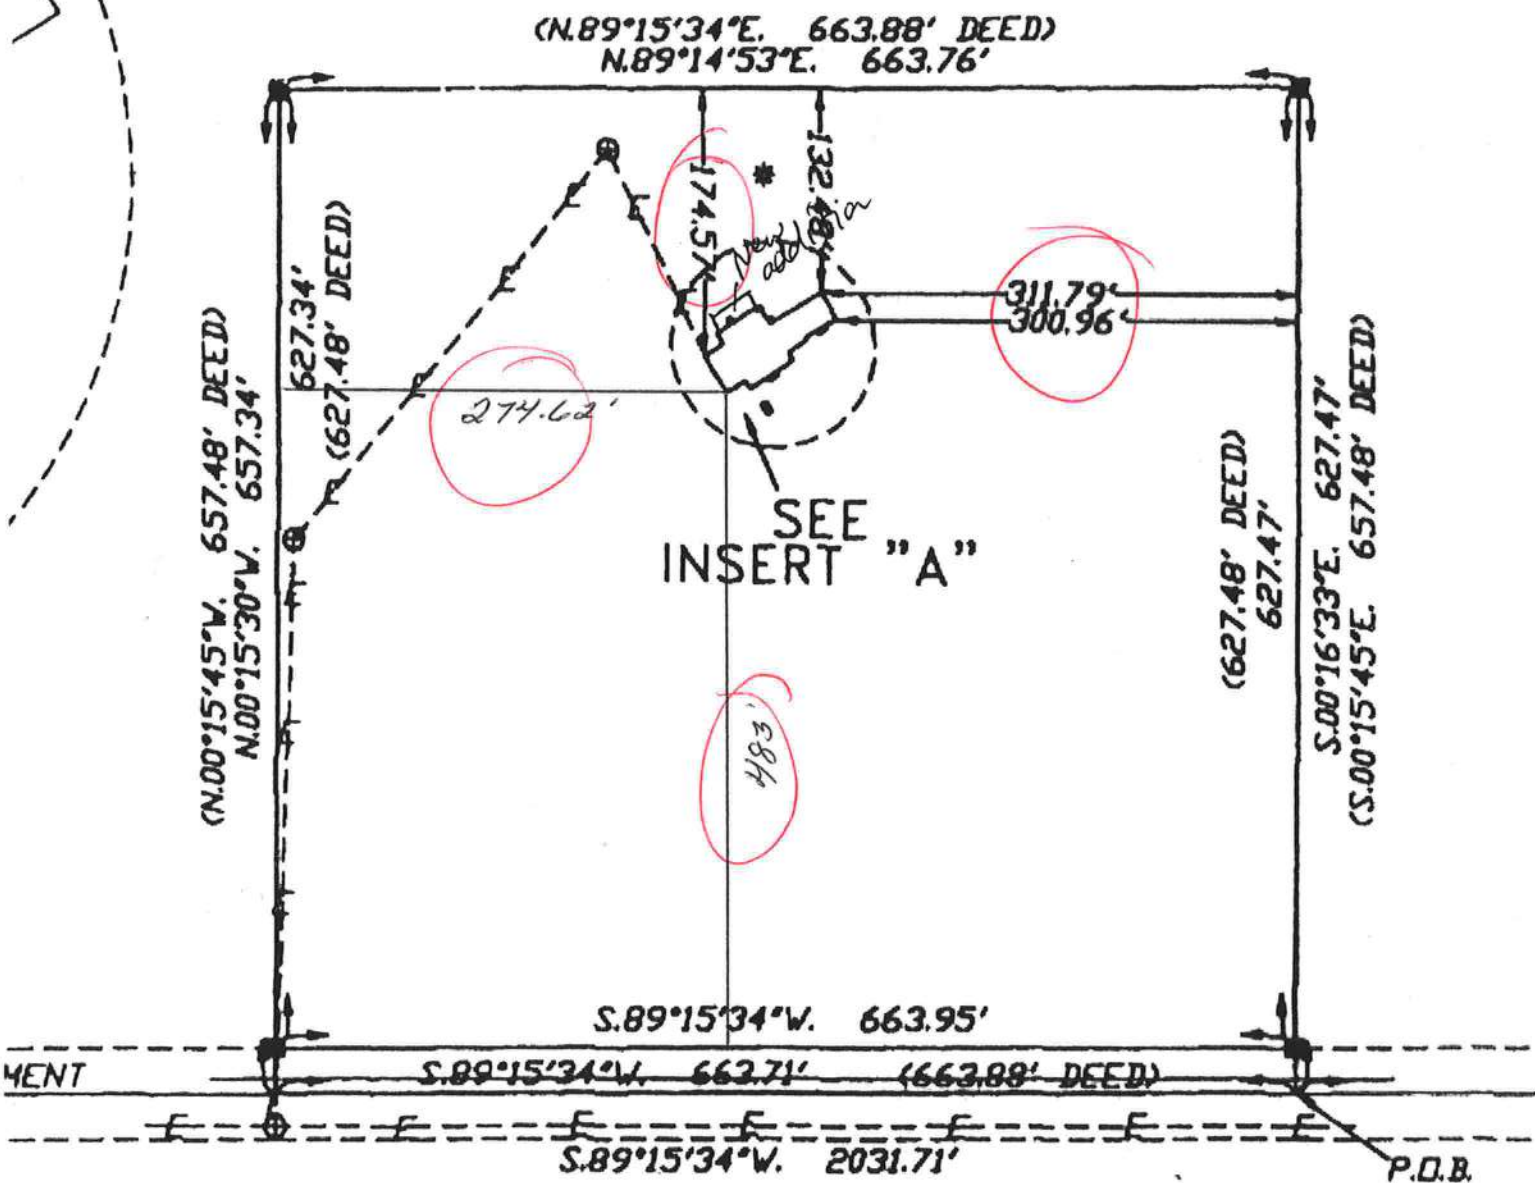 (N.89°15'34"E. 663.88' DEED)
N.89°14'53"E. 663.76'
174.57'
132.48'
New
addition
311.79'
300.96'
627.34'
(627.48' DEED)
(N.00°15'45"W. 657.48' DEED)
N.00°15'30"W. 657.34'
274.62'
SEE
INSERT "A"
483'
(627.48' DEED)
627.47'
S.00°16'33"E. 627.47'
(S.00°15'45"E. 657.48' DEED)
S.89°15'34"W. 663.95'
MENT
S.89°15'34"W. 663.71' (663.88' DEED)
E E E E E E E
S.89°15'34"W. 2031.71'
P.O.B.